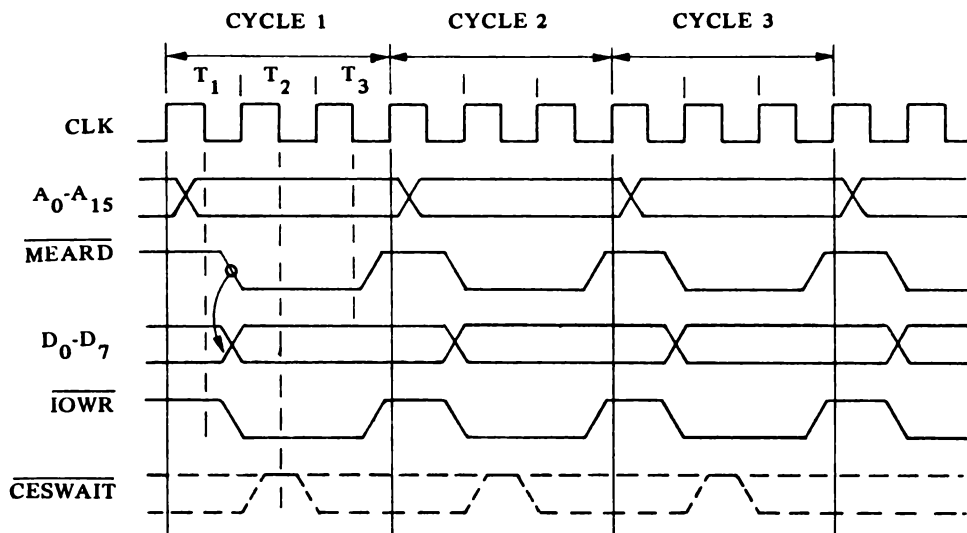 CYCLE 1 CYCLE 2 CYCLE 3
T1 T2 T3
CLK
A0-A15
MEARD
D0-D7
IOWR
CESWAIT